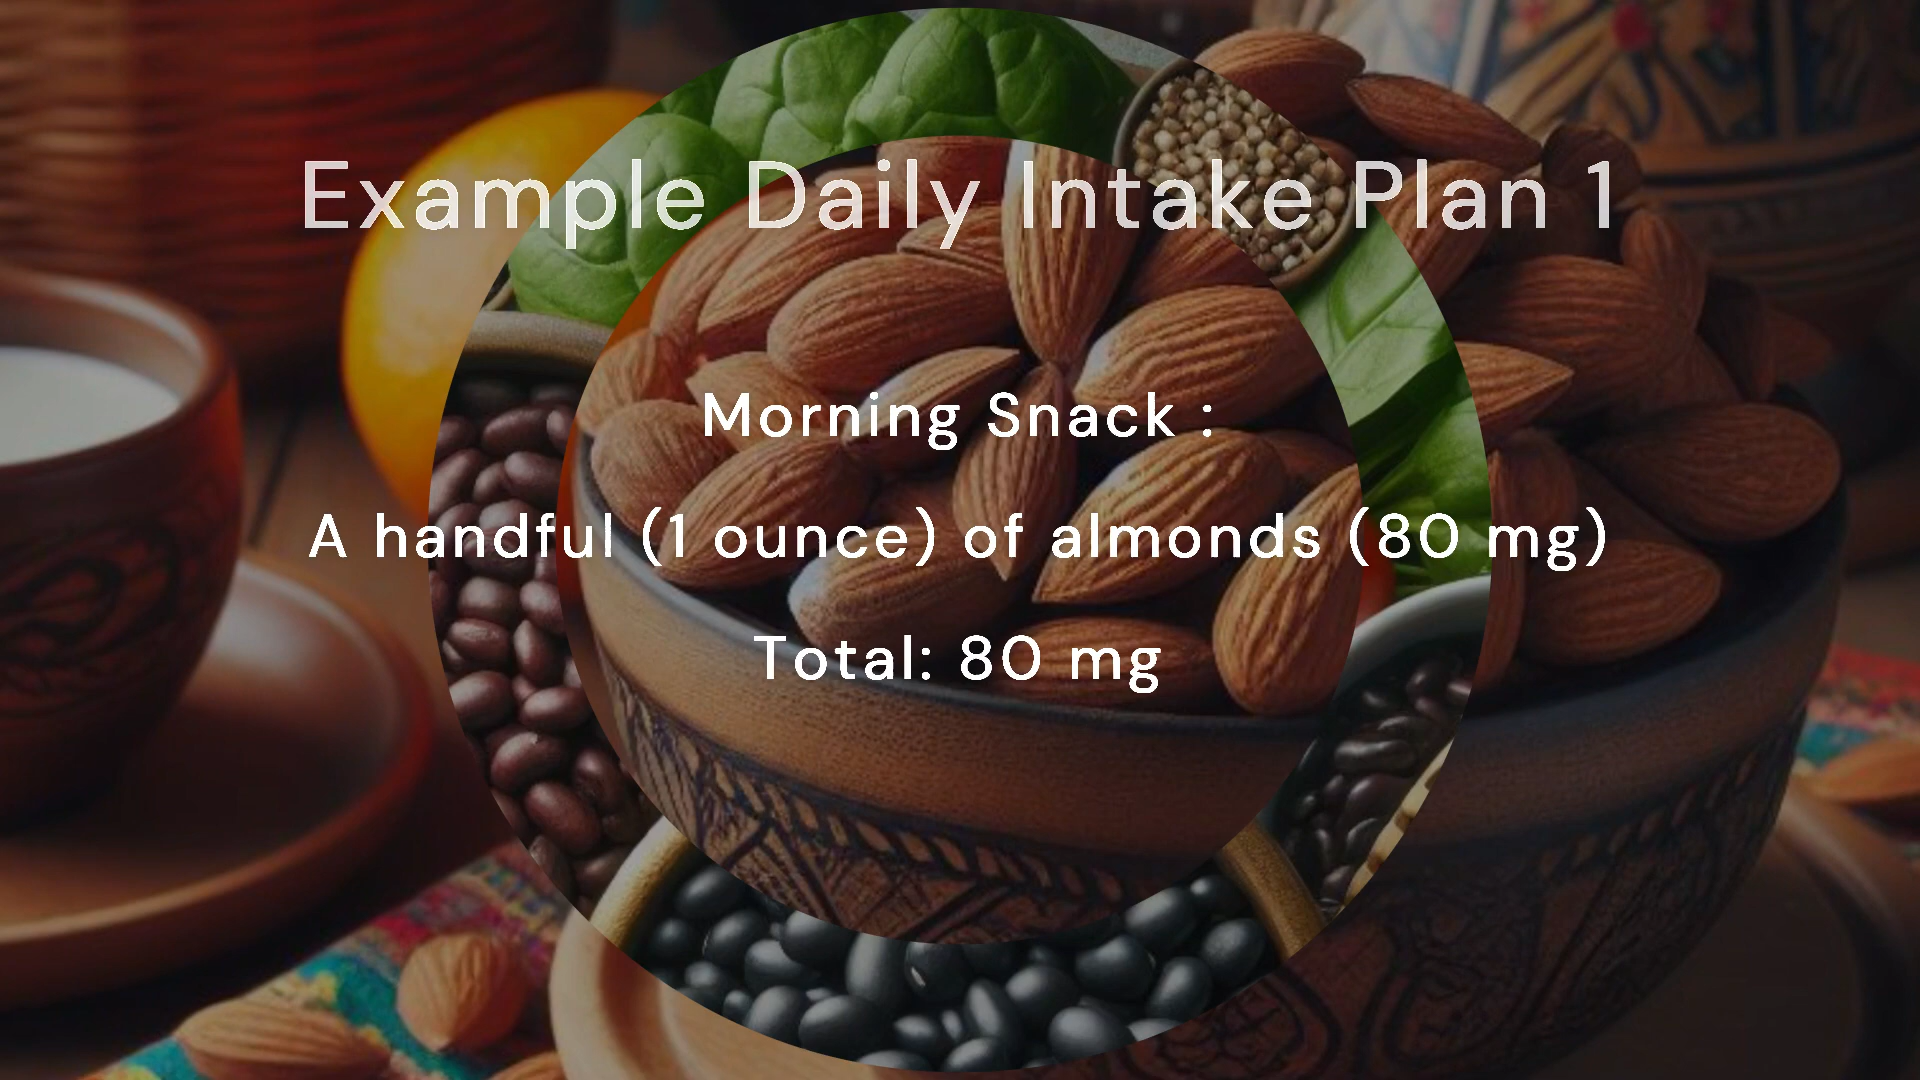 Example Daily Intake Plan 1
Morning Snack :
A handful (1 ounce) of almonds (80 mg)
Total: 80 mg